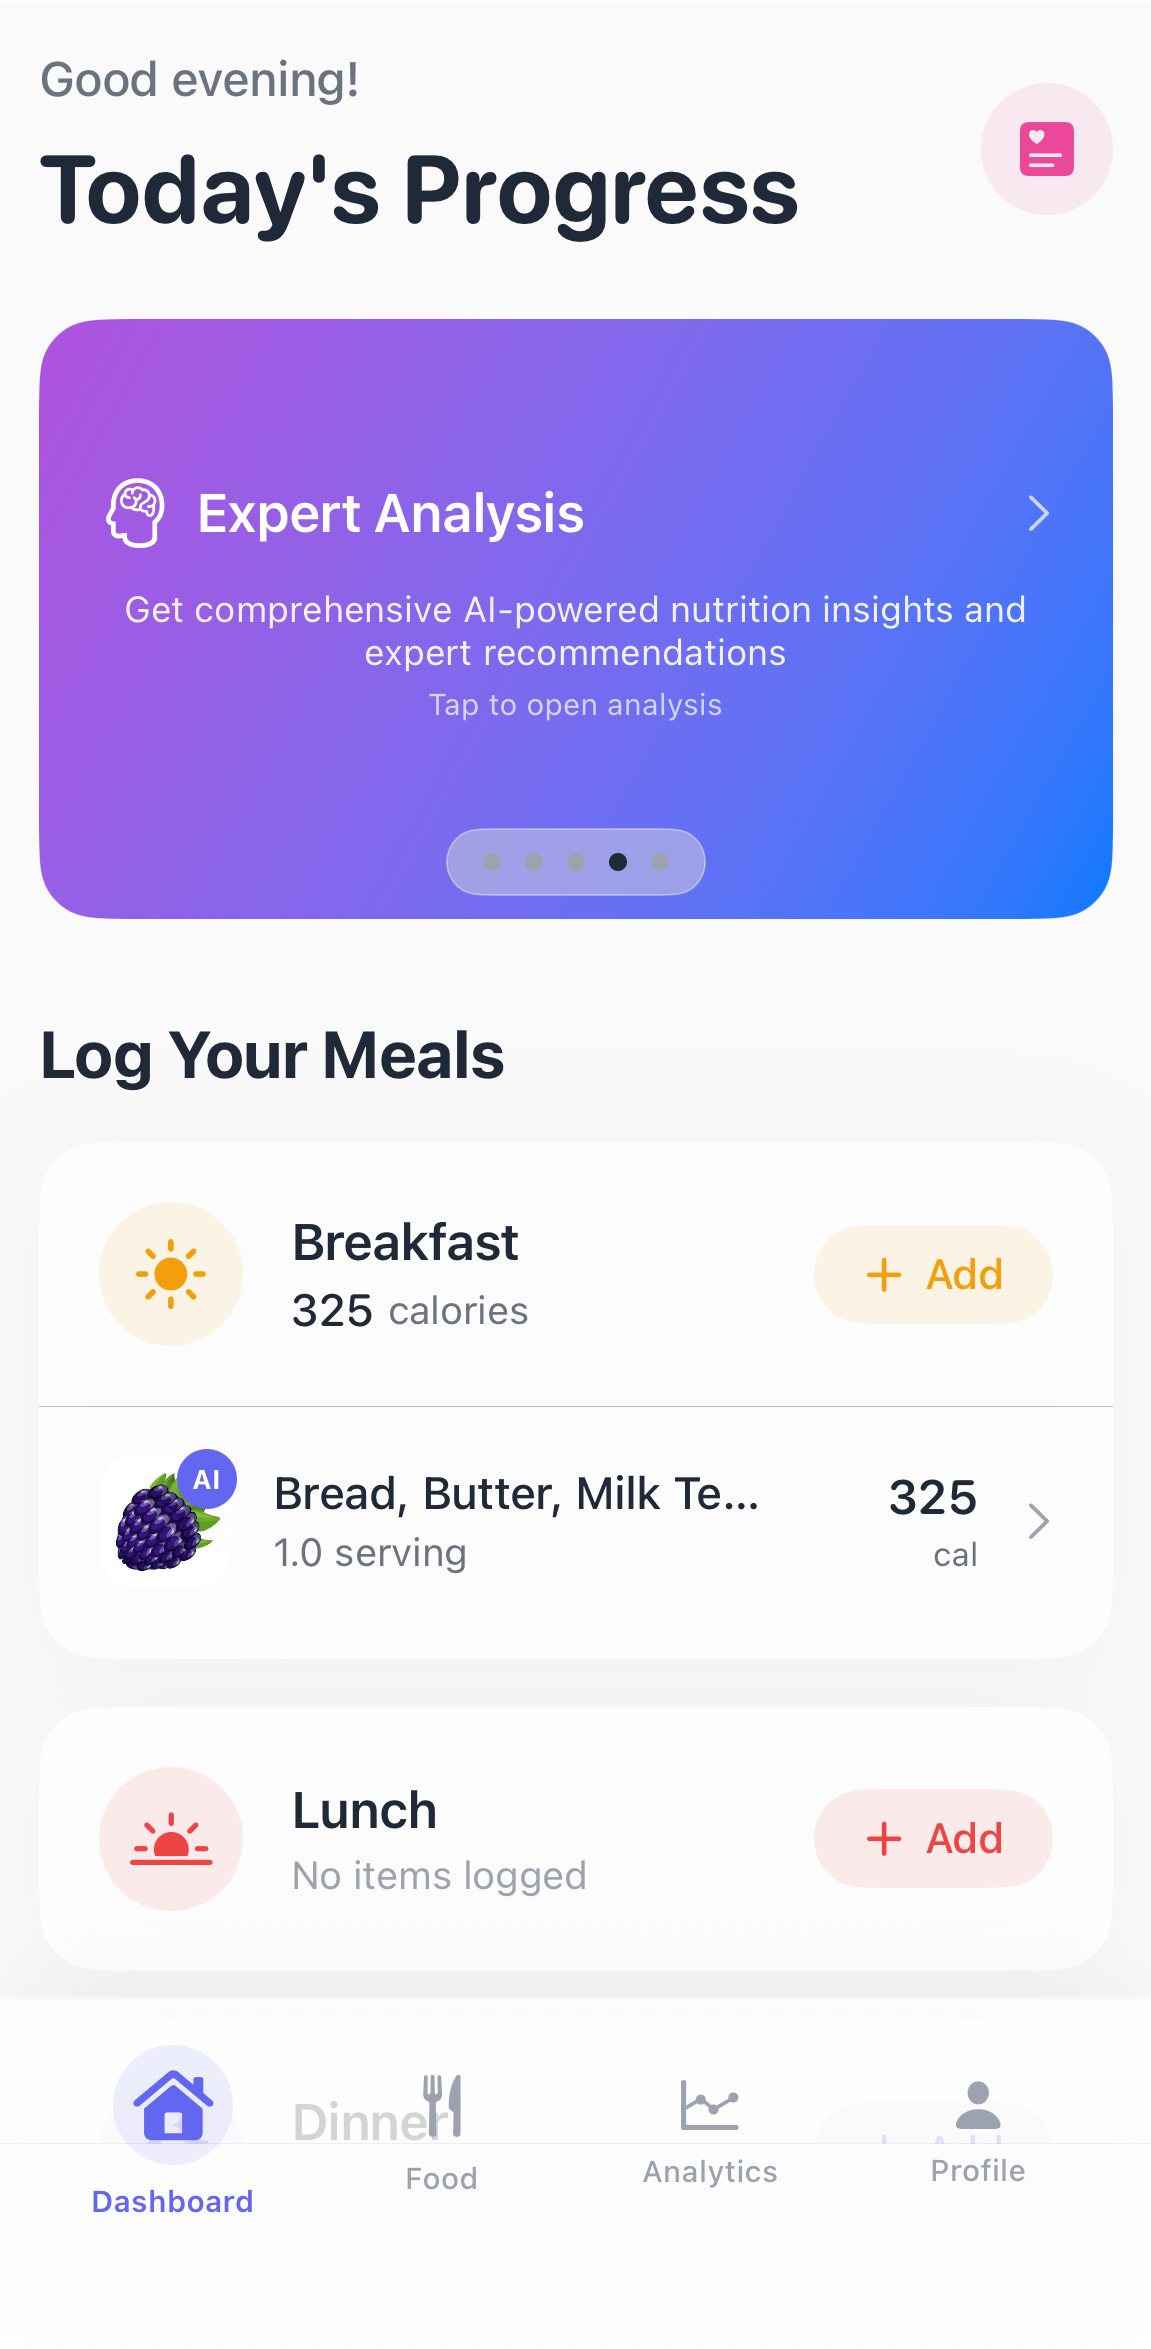 Good evening!
Today's Progress
Expert Analysis
Get comprehensive AI-powered nutrition insights and
expert recommendations
Tap to open analysis
Log Your Meals
Breakfast
325 calories
+ Add
AI
Bread, Butter, Milk Te...
1.0 serving
325
cal
Lunch
No items logged
+ Add
Dinner
Dashboard
Food
Analytics
Profile